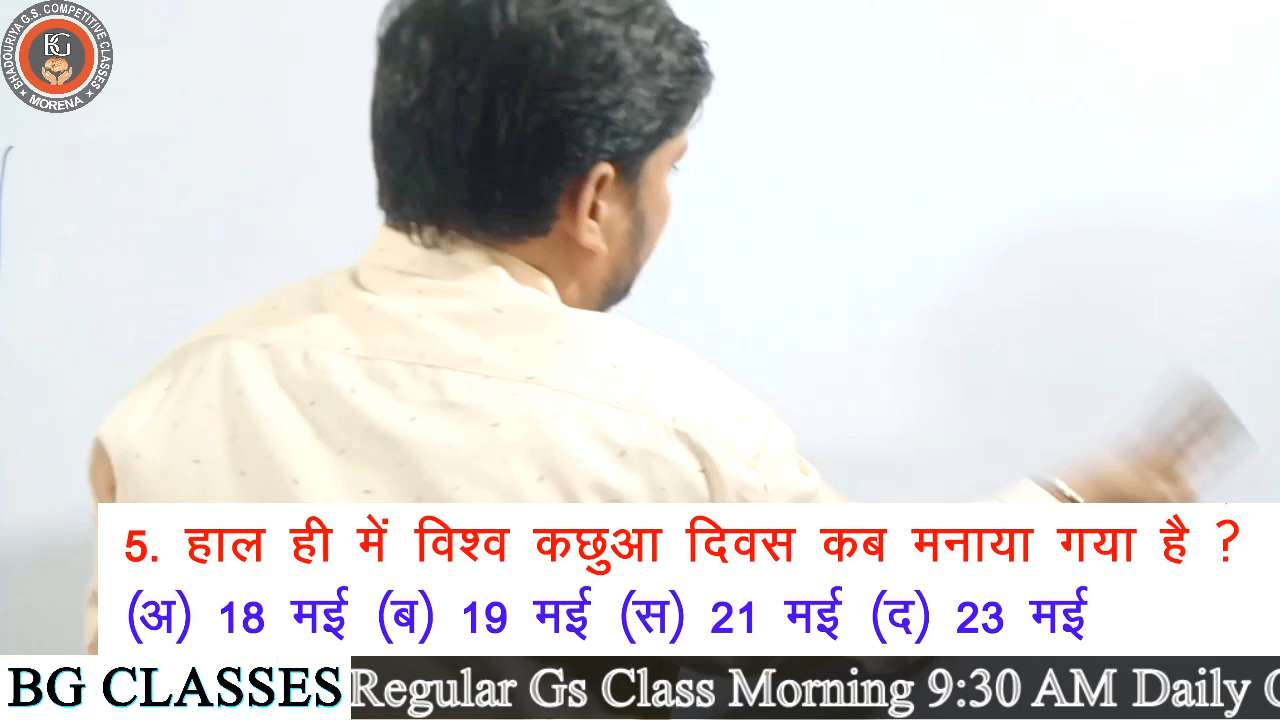 BHADOURIYA G.S. COMPETITIVE CLASSES
BG
MORENA
5. हाल ही में विश्व कछुआ दिवस कब मनाया गया है ?
(अ) 18 मई (ब) 19 मई (स) 21 मई (द) 23 मई
BG CLASSES
Regular Gs Class Morning 9:30 AM Daily